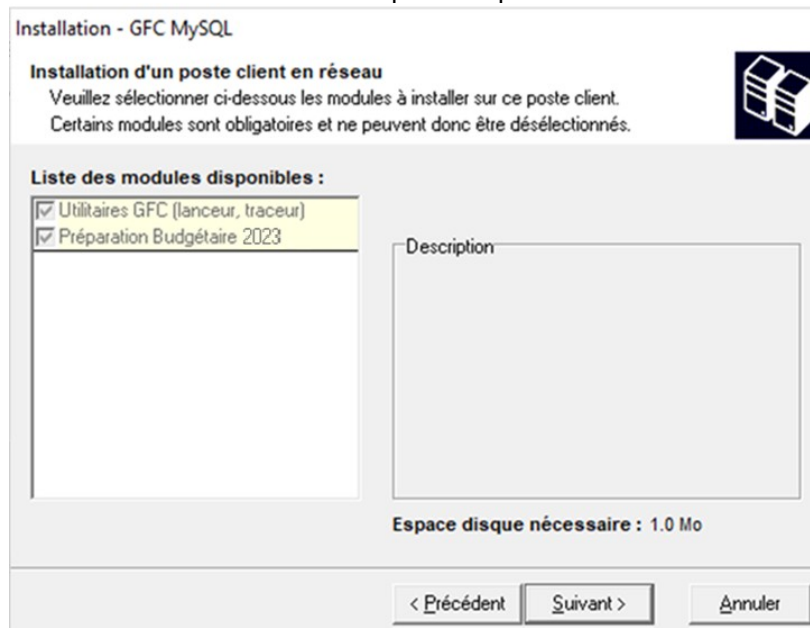 Installation - GFC MySQL
Installation d'un poste client en réseau
Veuillez sélectionner ci-dessous les modules à installer sur ce poste client.
Certains modules sont obligatoires et ne peuvent donc être désélectionnés.
Liste des modules disponibles :
Utilitaires GFC (lanceur, traceur)
Préparation Budgétaire 2023
Description
Espace disque nécessaire : 1.0 Mo
< Précédent Suivant > Annuler